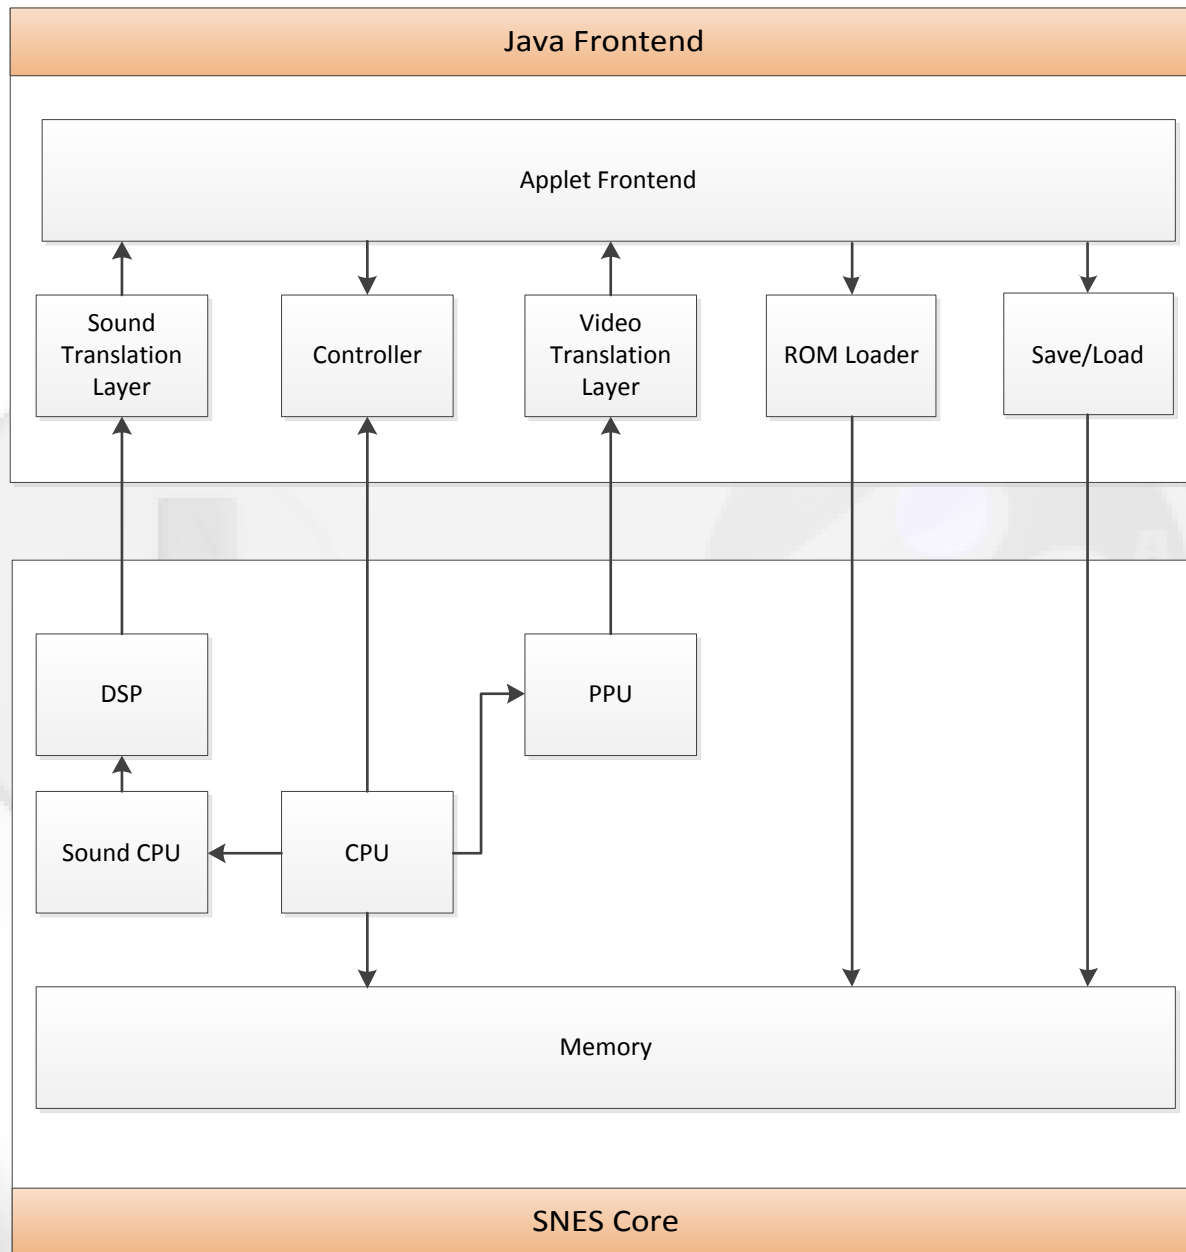 Java Frontend
Applet Frontend
Sound
Translation
Layer
Controller
Video
Translation
Layer
ROM Loader
Save/Load
DSP
PPU
Sound CPU
CPU
Memory
SNES Core